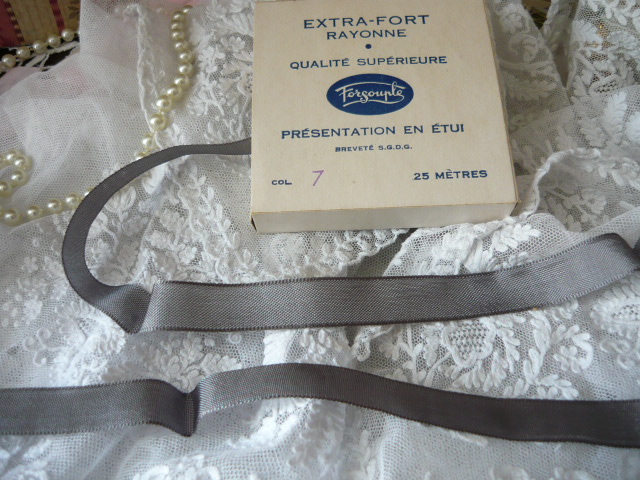 EXTRA-FORT
RAYONNE
QUALITÉ SUPÉRIEURE
Forsouple
PRÉSENTATION EN ÉTUI
BREVETÉ S.G.D.G.
COL 7 25 MÈTRES